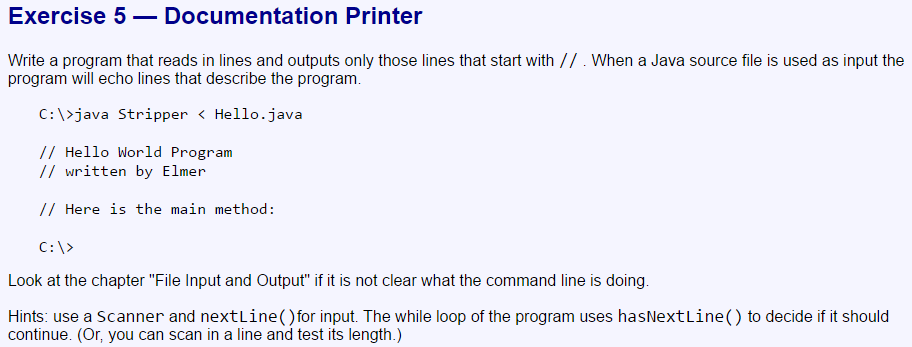 Exercise 5 — Documentation Printer
Write a program that reads in lines and outputs only those lines that start with // . When a Java source file is used as input the
program will echo lines that describe the program.
C:\>java Stripper < Hello.java
// Hello World Program
// written by Elmer
// Here is the main method:
C:\>
Look at the chapter "File Input and Output" if it is not clear what the command line is doing.
Hints: use a Scanner and nextLine()for input. The while loop of the program uses hasNextLine() to decide if it should
continue. (Or, you can scan in a line and test its length.)